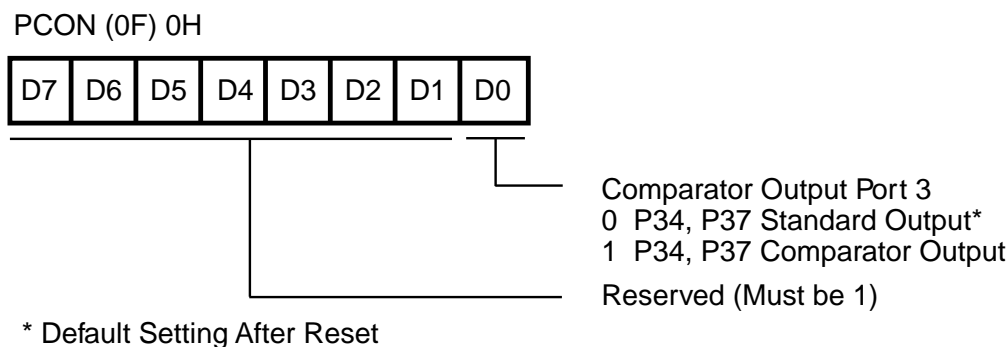 PCON (0F) 0H
D7 D6 D5 D4 D3 D2 D1 D0
Comparator Output Port 3
0 P34, P37 Standard Output*
1 P34, P37 Comparator Output
Reserved (Must be 1)
* Default Setting After Reset